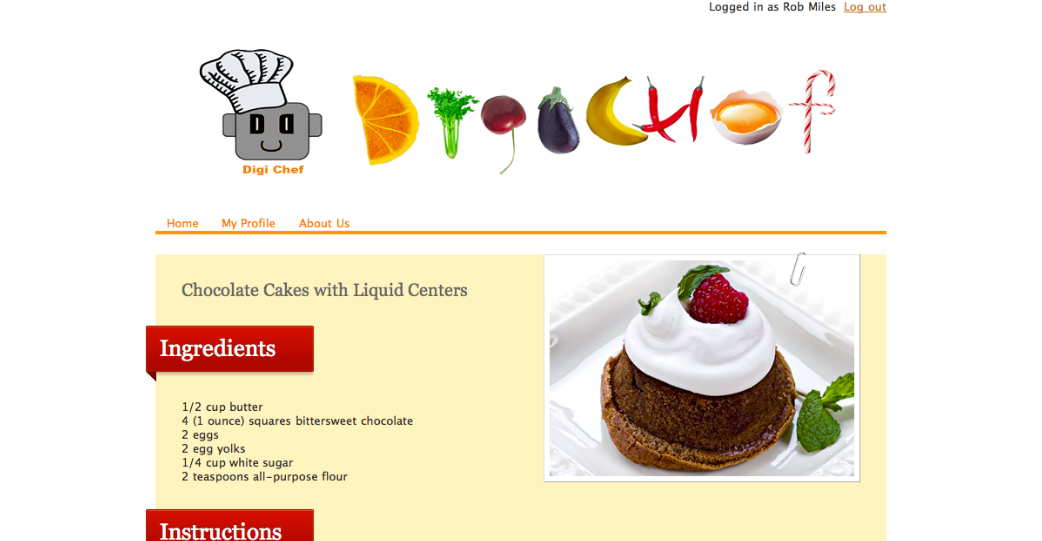 Logged in as Rob Miles Log out
DIgiCHof
Digi Chef
Home My Profile About Us
Chocolate Cakes with Liquid Centers
Ingredients
1/2 cup butter
4 (1 ounce) squares bittersweet chocolate
2 eggs
2 egg yolks
1/4 cup white sugar
2 teaspoons all-purpose flour
Instructions